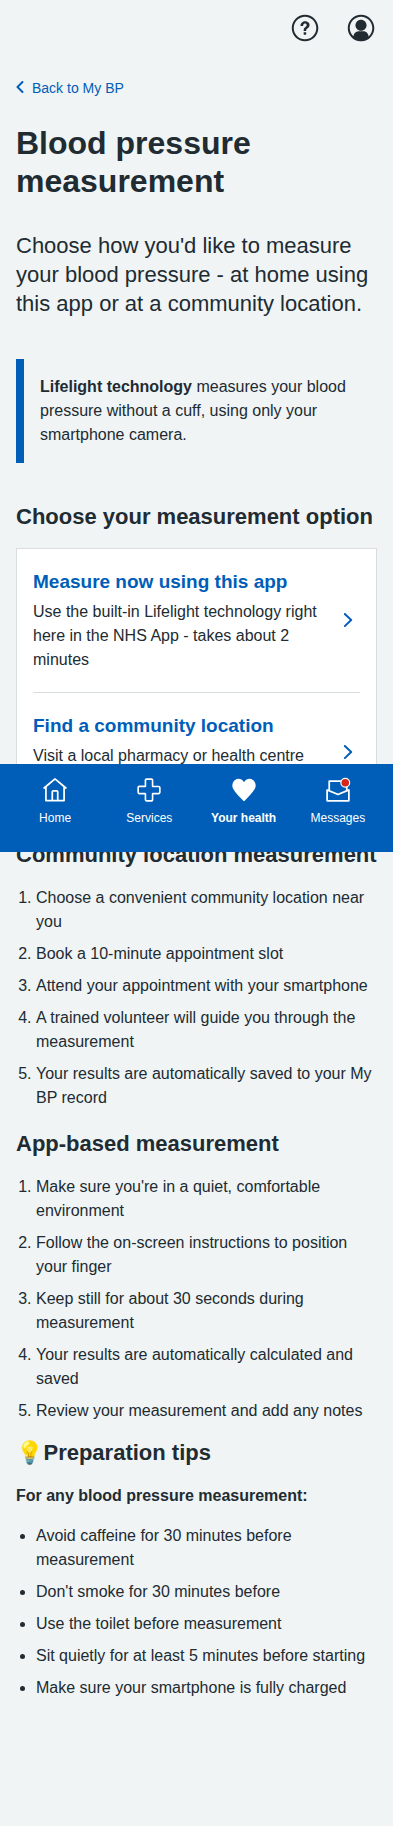 Back to My BP
Blood pressure
measurement
Choose how you'd like to measure
your blood pressure - at home using
this app or at a community location.
Lifelight technology measures your blood
pressure without a cuff, using only your
smartphone camera.
Choose your measurement option
Measure now using this app
Use the built-in Lifelight technology right
here in the NHS App - takes about 2
minutes
Find a community location
Visit a local pharmacy or health centre
Home
Services
Your health
Messages
Community location measurement
1. Choose a convenient community location near
you
2. Book a 10-minute appointment slot
3. Attend your appointment with your smartphone
4. A trained volunteer will guide you through the
measurement
5. Your results are automatically saved to your My
BP record
App-based measurement
1. Make sure you're in a quiet, comfortable
environment
2. Follow the on-screen instructions to position
your finger
3. Keep still for about 30 seconds during
measurement
4. Your results are automatically calculated and
saved
5. Review your measurement and add any notes
💡Preparation tips
For any blood pressure measurement:
• Avoid caffeine for 30 minutes before
measurement
• Don't smoke for 30 minutes before
• Use the toilet before measurement
• Sit quietly for at least 5 minutes before starting
• Make sure your smartphone is fully charged